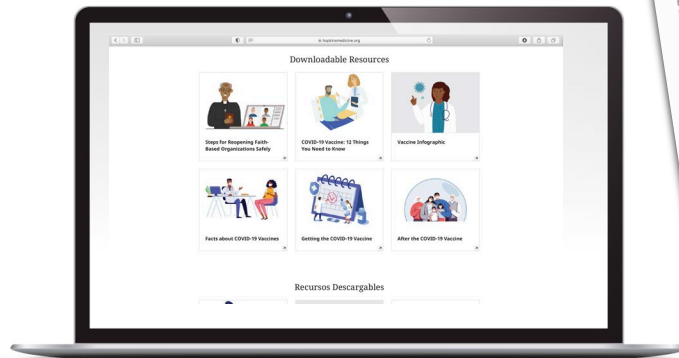 hopkinsmedicine.org
Downloadable Resources
Steps for Reopening Faith-
Based Organizations Safely
COVID-19 Vaccine: 12 Things
You Need to Know
Vaccine Infographic
Facts about COVID-19 Vaccines
Getting the COVID-19 Vaccine
After the COVID-19 Vaccine
Recursos Descargables